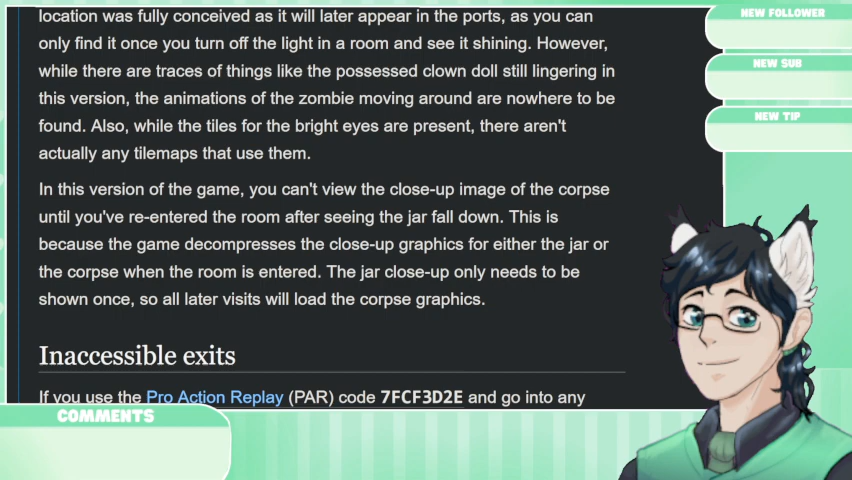 location was fully conceived as it will later appear in the ports, as you can
only find it once you turn off the light in a room and see it shining. However,
while there are traces of things like the possessed clown doll still lingering in
this version, the animations of the zombie moving around are nowhere to be
found. Also, while the tiles for the bright eyes are present, there aren't
actually any tilemaps that use them.
In this version of the game, you can't view the close-up image of the corpse
until you've re-entered the room after seeing the jar fall down. This is
because the game decompresses the close-up graphics for either the jar or
the corpse when the room is entered. The jar close-up only needs to be
shown once, so all later visits will load the corpse graphics.
Inaccessible exits
If you use the Pro Action Replay (PAR) code 7FCF3D2E and go into any
NEW FOLLOWER
NEW SUB
NEW TIP
COMMENTS